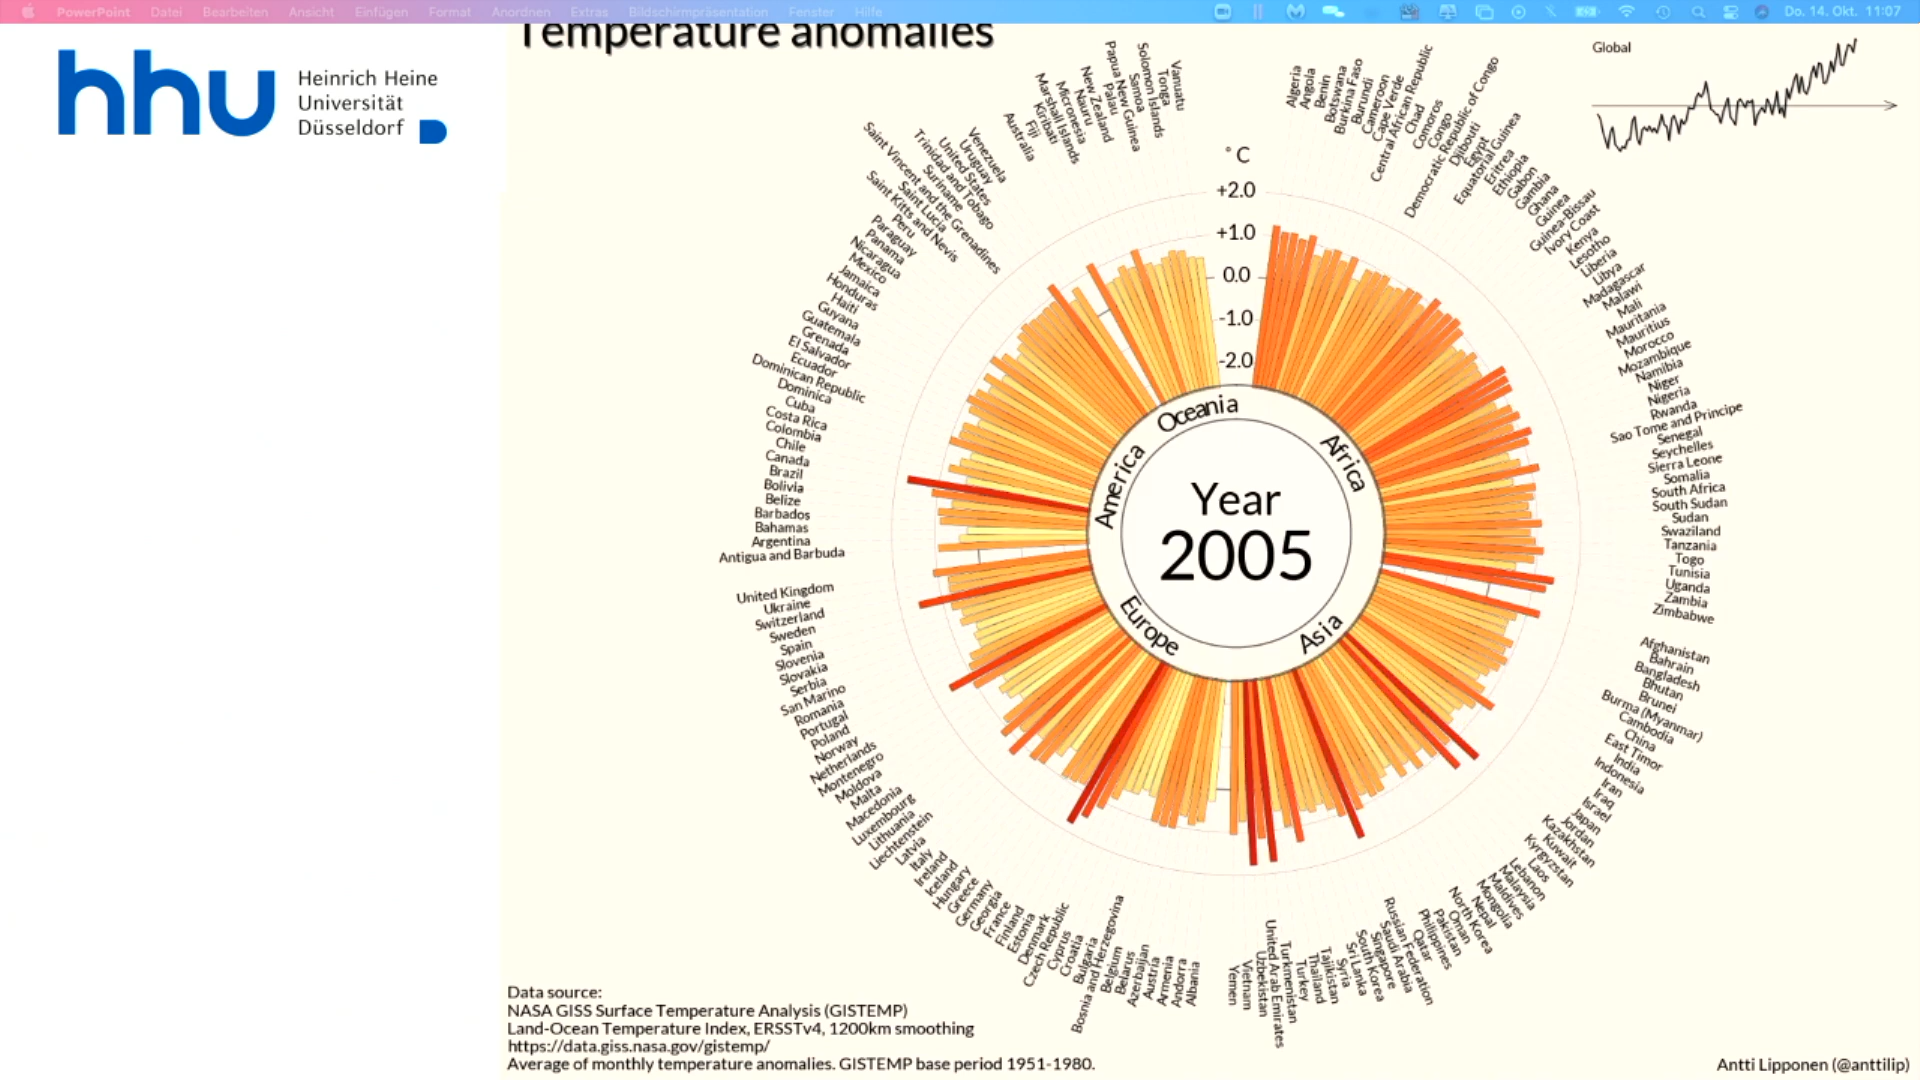 PowerPoint Datei Bearbeiten Ansicht Einfügen Format Anordnen Extras Bildschirmpräsentation Fenster Hilfe Do. 14. Okt. 11:07
hhu
Heinrich Heine
Universität
Düsseldorf
Temperature anomalies
Global
°C
+2.0
+1.0
0.0
-1.0
-2.0
Oceania
Africa
Asia
Europe
America
Year
2005
Algeria
Angola
Benin
Botswana
Burkina Faso
Burundi
Cameroon
Cape Verde
Central African Republic
Chad
Comoros
Congo
Democratic Republic of Congo
Djibouti
Egypt
Equatorial Guinea
Eritrea
Ethiopia
Gabon
Gambia
Ghana
Guinea
Guinea-Bissau
Ivory Coast
Kenya
Lesotho
Liberia
Libya
Madagascar
Malawi
Mali
Mauritania
Mauritius
Morocco
Mozambique
Namibia
Niger
Nigeria
Rwanda
Sao Tome and Principe
Senegal
Seychelles
Sierra Leone
Somalia
South Africa
South Sudan
Sudan
Swaziland
Tanzania
Togo
Tunisia
Uganda
Zambia
Zimbabwe
Afghanistan
Bahrain
Bangladesh
Bhutan
Brunei
Burma (Myanmar)
Cambodia
China
East Timor
India
Indonesia
Iran
Iraq
Israel
Japan
Jordan
Kazakhstan
Kuwait
Kyrgyzstan
Laos
Lebanon
Malaysia
Maldives
Mongolia
Nepal
North Korea
Oman
Pakistan
Philippines
Qatar
Russian Federation
Saudi Arabia
Singapore
South Korea
Sri Lanka
Syria
Tajikistan
Thailand
Turkey
Turkmenistan
United Arab Emirates
Uzbekistan
Vietnam
Yemen
Albania
Andorra
Armenia
Austria
Azerbaijan
Belarus
Belgium
Bosnia and Herzegovina
Bulgaria
Croatia
Cyprus
Czech Republic
Denmark
Estonia
Finland
France
Georgia
Germany
Greece
Hungary
Iceland
Ireland
Italy
Latvia
Liechtenstein
Lithuania
Luxembourg
Macedonia
Malta
Moldova
Montenegro
Netherlands
Norway
Poland
Portugal
Romania
San Marino
Serbia
Slovakia
Slovenia
Spain
Sweden
Switzerland
Ukraine
United Kingdom
Antigua and Barbuda
Argentina
Bahamas
Barbados
Belize
Bolivia
Brazil
Canada
Chile
Colombia
Costa Rica
Cuba
Dominica
Dominican Republic
Ecuador
El Salvador
Grenada
Guatemala
Guyana
Haiti
Honduras
Jamaica
Mexico
Nicaragua
Panama
Paraguay
Peru
Saint Kitts and Nevis
Saint Lucia
Saint Vincent and the Grenadines
Suriname
Trinidad and Tobago
United States
Uruguay
Venezuela
Australia
Fiji
Kiribati
Marshall Islands
Micronesia
Nauru
New Zealand
Palau
Papua New Guinea
Samoa
Solomon Islands
Tonga
Vanuatu
Data source:
NASA GISS Surface Temperature Analysis (GISTEMP)
Land-Ocean Temperature Index, ERSSTv4, 1200km smoothing
https://data.giss.nasa.gov/gistemp/
Average of monthly temperature anomalies. GISTEMP base period 1951-1980.
Antti Lipponen (@anttilip)